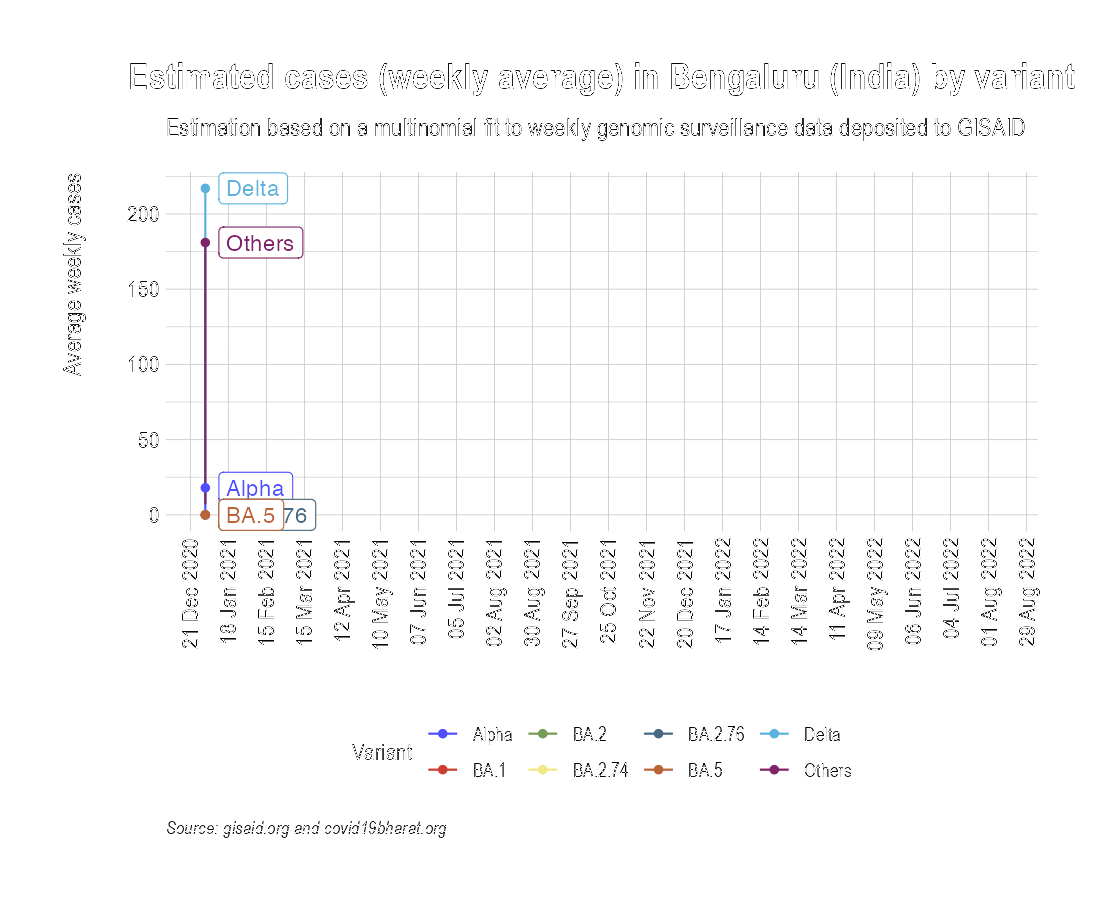 Estimated cases (weekly average) in Bengaluru (India) by variant
Estimation based on a multinomial fit to weekly genomic surveillance data deposited to GISAID
Average weekly cases
200
150
100
50
0
Delta
Others
Alpha
BA.5
76
21 Dec 2020
18 Jan 2021
15 Feb 2021
15 Mar 2021
12 Apr 2021
10 May 2021
07 Jun 2021
05 Jul 2021
02 Aug 2021
30 Aug 2021
27 Sep 2021
25 Oct 2021
22 Nov 2021
20 Dec 2021
17 Jan 2022
14 Feb 2022
14 Mar 2022
11 Apr 2022
09 May 2022
06 Jun 2022
04 Jul 2022
01 Aug 2022
29 Aug 2022
Variant
Alpha
BA.2
BA.2.76
Delta
BA.1
BA.2.74
BA.5
Others
Source: gisaid.org and covid19bharat.org